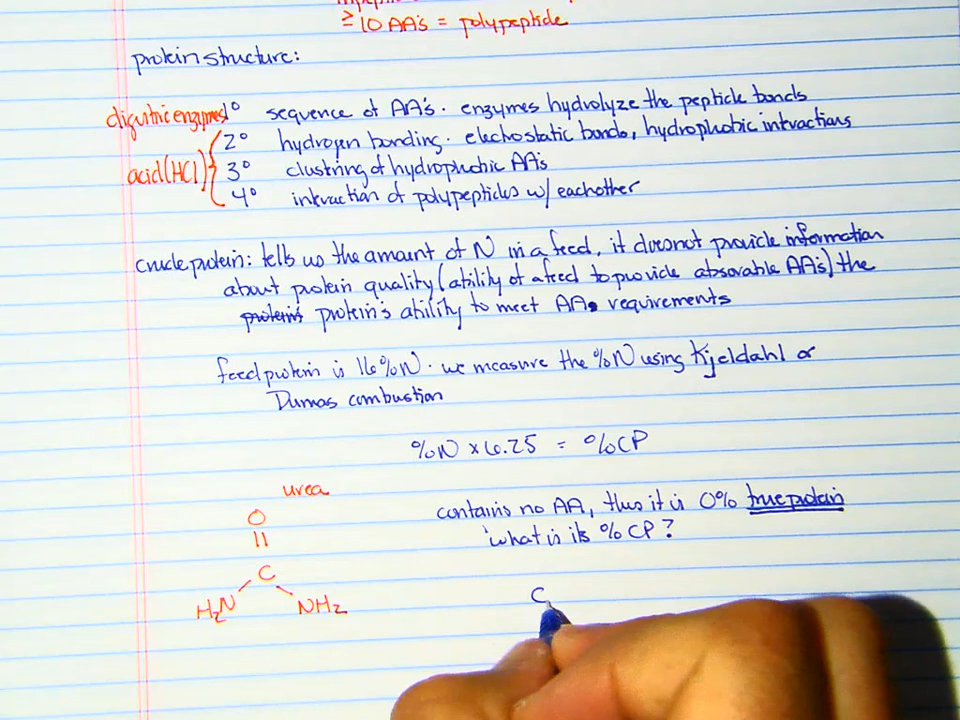 ≥10 AA's = polypeptide
protein structure:
digestive enzymes 1° sequence of AA's · enzymes hydrolyze the peptide bonds
2° hydrogen bonding · electrostatic bonds, hydrophobic interactions
acid (HCl) 3° clustering of hydrophobic AA's
4° interaction of polypeptides w/ eachother
crude protein: tells us the amount of N in a feed, it does not provide information
about protein quality (ability of a feed to provide absorable AA's) the
protein's protein's ability to meet AA requirements
feed protein is 16%N · we measure the %N using Kjeldahl or
Dumas combustion
%N x 6.25 = %CP
urea
contains no AA, thus it is 0% true protein
what is its % CP?
O
C
H₂N NH₂
C